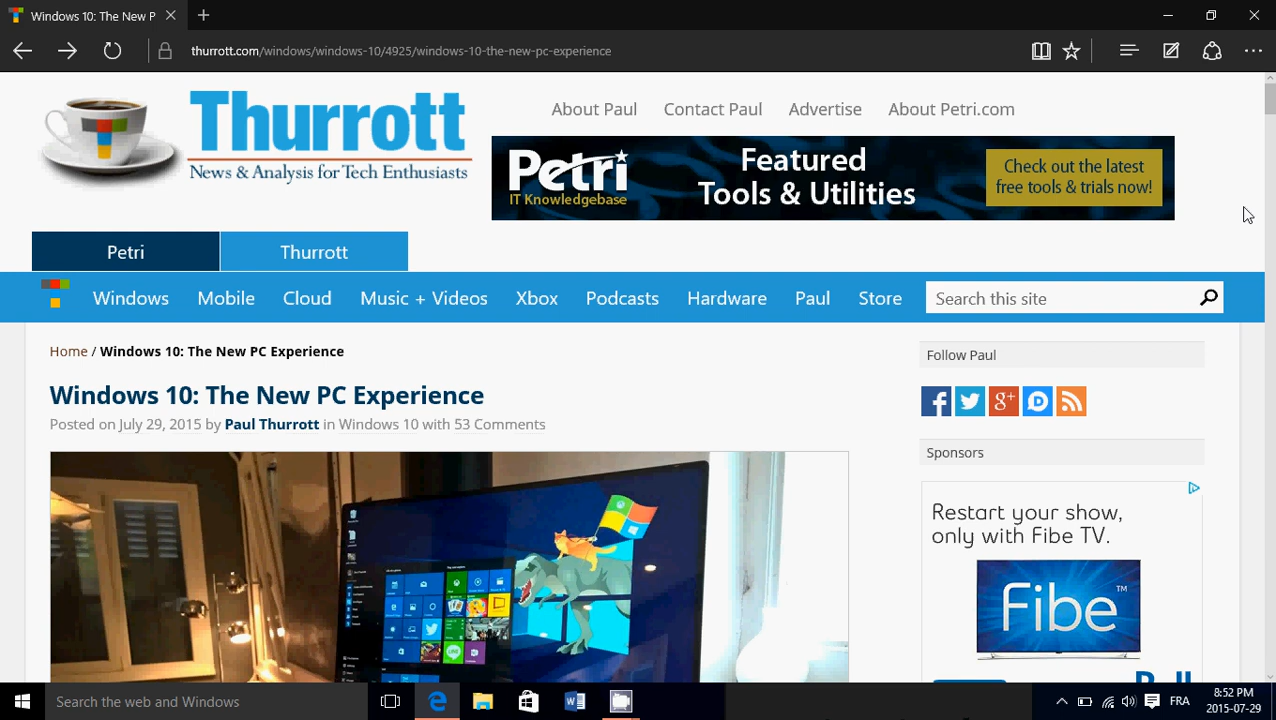 Windows 10: The New P
thurrott.com/windows/windows-10/4925/windows-10-the-new-pc-experience
Thurrott
News & Analysis for Tech Enthusiasts
About Paul
Contact Paul
Advertise
About Petri.com
Petri
IT Knowledgebase
Featured
Tools & Utilities
Check out the latest
free tools & trials now!
Petri
Thurrott
Windows
Mobile
Cloud
Music + Videos
Xbox
Podcasts
Hardware
Paul
Store
Search this site
Home / Windows 10: The New PC Experience
Windows 10: The New PC Experience
Posted on July 29, 2015 by Paul Thurrott in Windows 10 with 53 Comments
Follow Paul
Sponsors
Restart your show,
only with Fibe TV.
Fibe™
Search the web and Windows
FRA
8:52 PM
2015-07-29